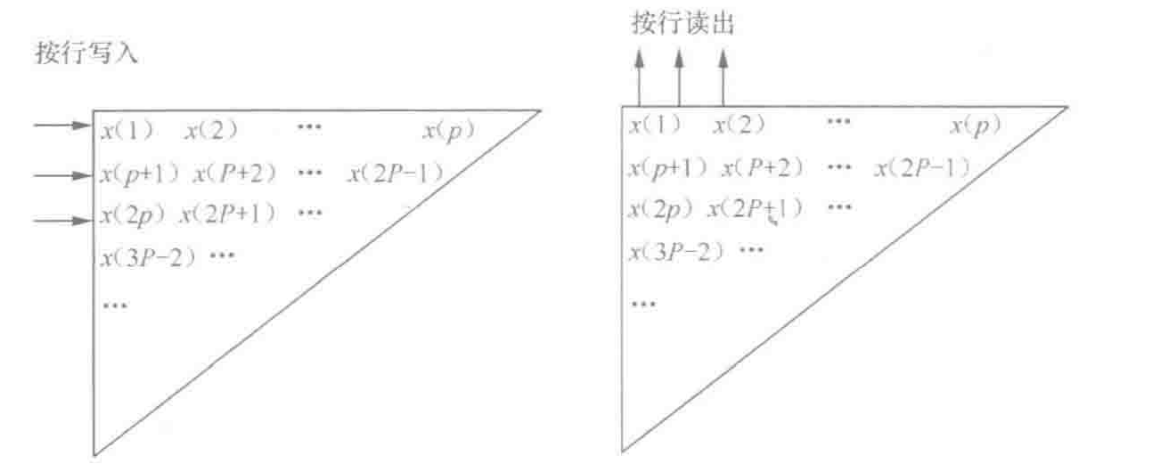 按行写入
x(1) x(2) ··· x(p)
x(p+1) x(P+2) ··· x(2P-1)
x(2p) x(2P+1) ···
x(3P-2) ···
···
按行读出
x(1) x(2) ··· x(p)
x(p+1) x(P+2) ··· x(2P-1)
x(2p) x(2P+1) ···
x(3P-2) ···
···